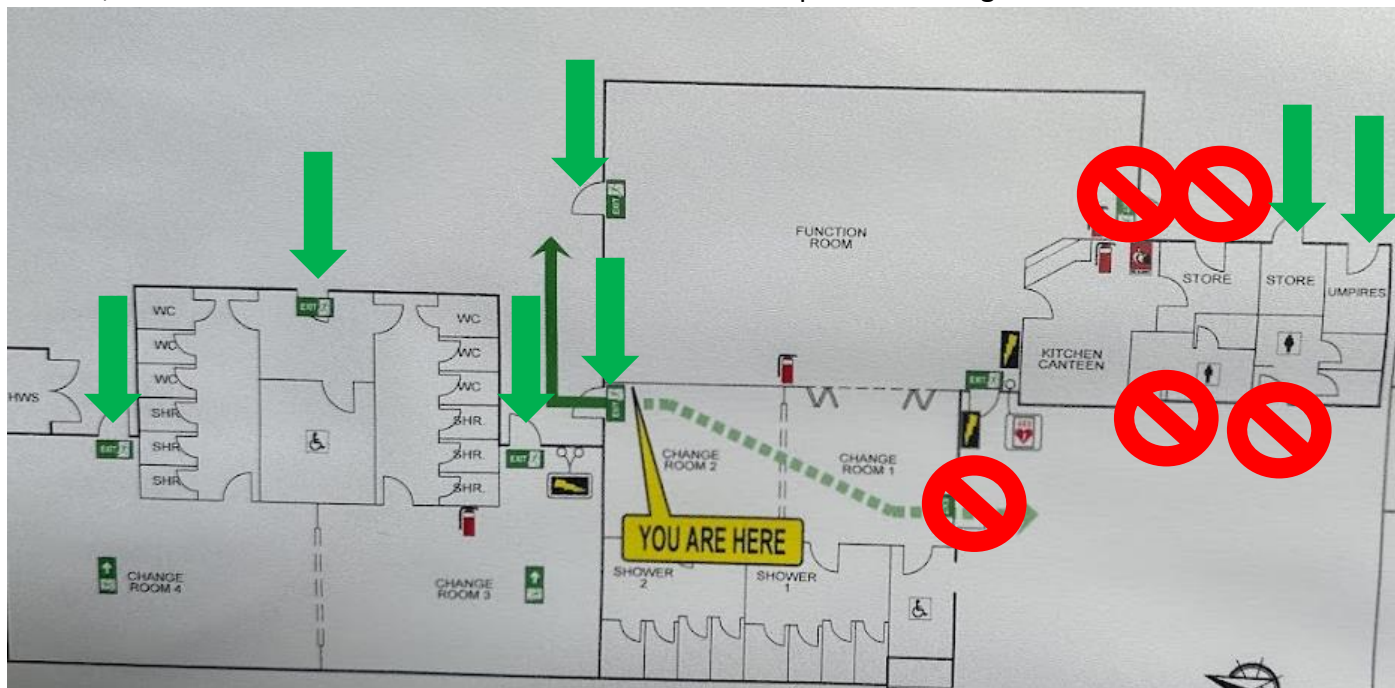 FUNCTION
ROOM
STORE
STORE
UMPIRES
KITCHEN
CANTEEN
WC
WC
WC
SHR.
SHR.
SHR.
WC
WC
WC
SHR.
SHR.
SHR.
HWS
EXIT
EXIT
EXIT
EXIT
EXIT
EXIT
CHANGE
ROOM 2
CHANGE
ROOM 1
YOU ARE HERE
SHOWER
2
SHOWER
1
CHANGE
ROOM 4
CHANGE
ROOM 3